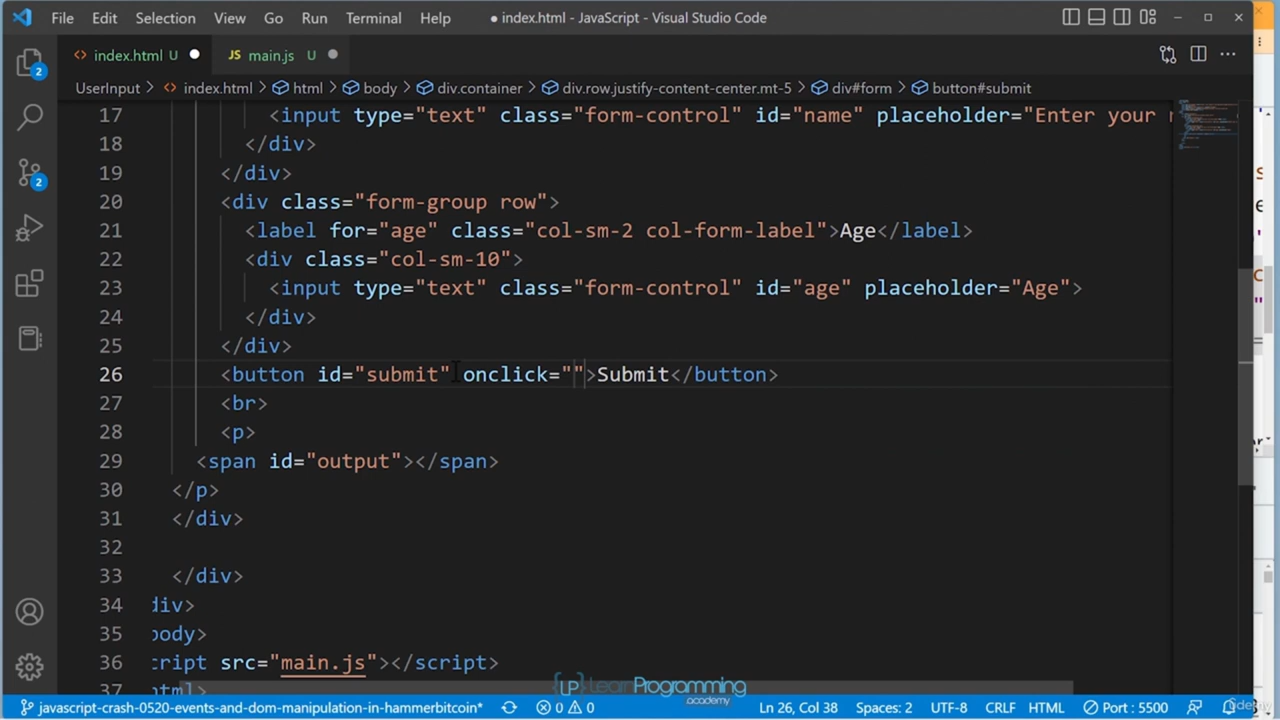 File Edit Selection View Go Run Terminal Help ● index.html - JavaScript - Visual Studio Code
index.html U JS main.js U
UserInput > index.html > html > body > div.container > div.row.justify-content-center.mt-5 > div#form > button#submit
17 <input type="text" class="form-control" id="name" placeholder="Enter your
18 </div>
19 </div>
20 <div class="form-group row">
21 <label for="age" class="col-sm-2 col-form-label">Age</label>
22 <div class="col-sm-10">
23 <input type="text" class="form-control" id="age" placeholder="Age">
24 </div>
25 </div>
26 <button id="submit" onclick="">Submit</button>
27 <br>
28 <p>
29 <span id="output"></span>
30 </p>
31 </div>
32
33 </div>
34 div>
35 body>
36 cript src="main.js"></script>
37 html>
2
2
LP LearnProgramming
academy
javascript-crash-0520-events-and-dom-manipulation-in-hammerbitcoin* 0 0 Ln 26, Col 38 Spaces: 2 UTF-8 CRLF HTML Port : 5500
Udemy